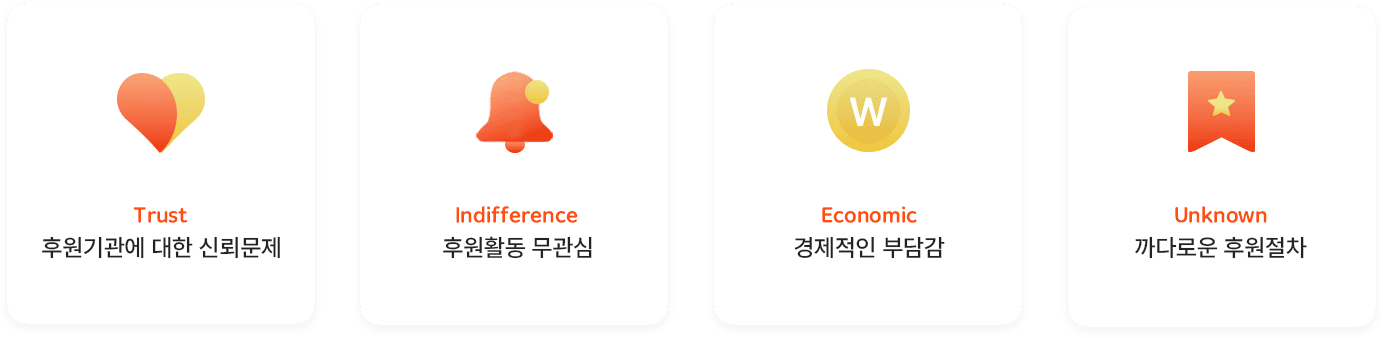 Trust
후원기관에 대한 신뢰문제
Indifference
후원활동 무관심
W
Economic
경제적인 부담감
Unknown
까다로운 후원절차